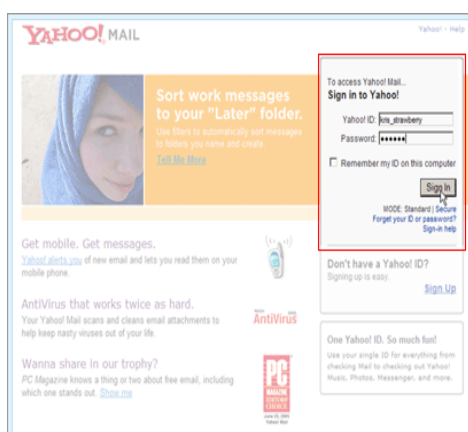 YAHOO! MAIL
Yahoo! - Help
Sort work messages
to your "Later" folder.
Use filters to automatically sort messages
to folders you name and create.
Tell Me More
To access Yahoo! Mail...
Sign in to Yahoo!
Yahoo! ID: kris_strawbery
Password: ••••••
Remember my ID on this computer
Sign In
MODE: Standard | Secure
Forget your ID or password?
Sign-in help
Get mobile. Get messages.
Yahoo! alerts you of new email and lets you read them on your
mobile phone.
Don't have a Yahoo! ID?
Signing up is easy.
Sign Up
AntiVirus that works twice as hard.
Your Yahoo! Mail scans and cleans email attachments to
help keep nasty viruses out of your life.
AntiVirus
One Yahoo! ID. So much fun!
Use your single ID for everything from
checking Mail to checking out Yahoo!
Music, Photos, Messenger, and more.
Wanna share in our trophy?
PC Magazine knows a thing or two about free email, including
which one stands out. Show me
PC
MAGAZINE
EDITORS'
CHOICE
Yahoo! Mail